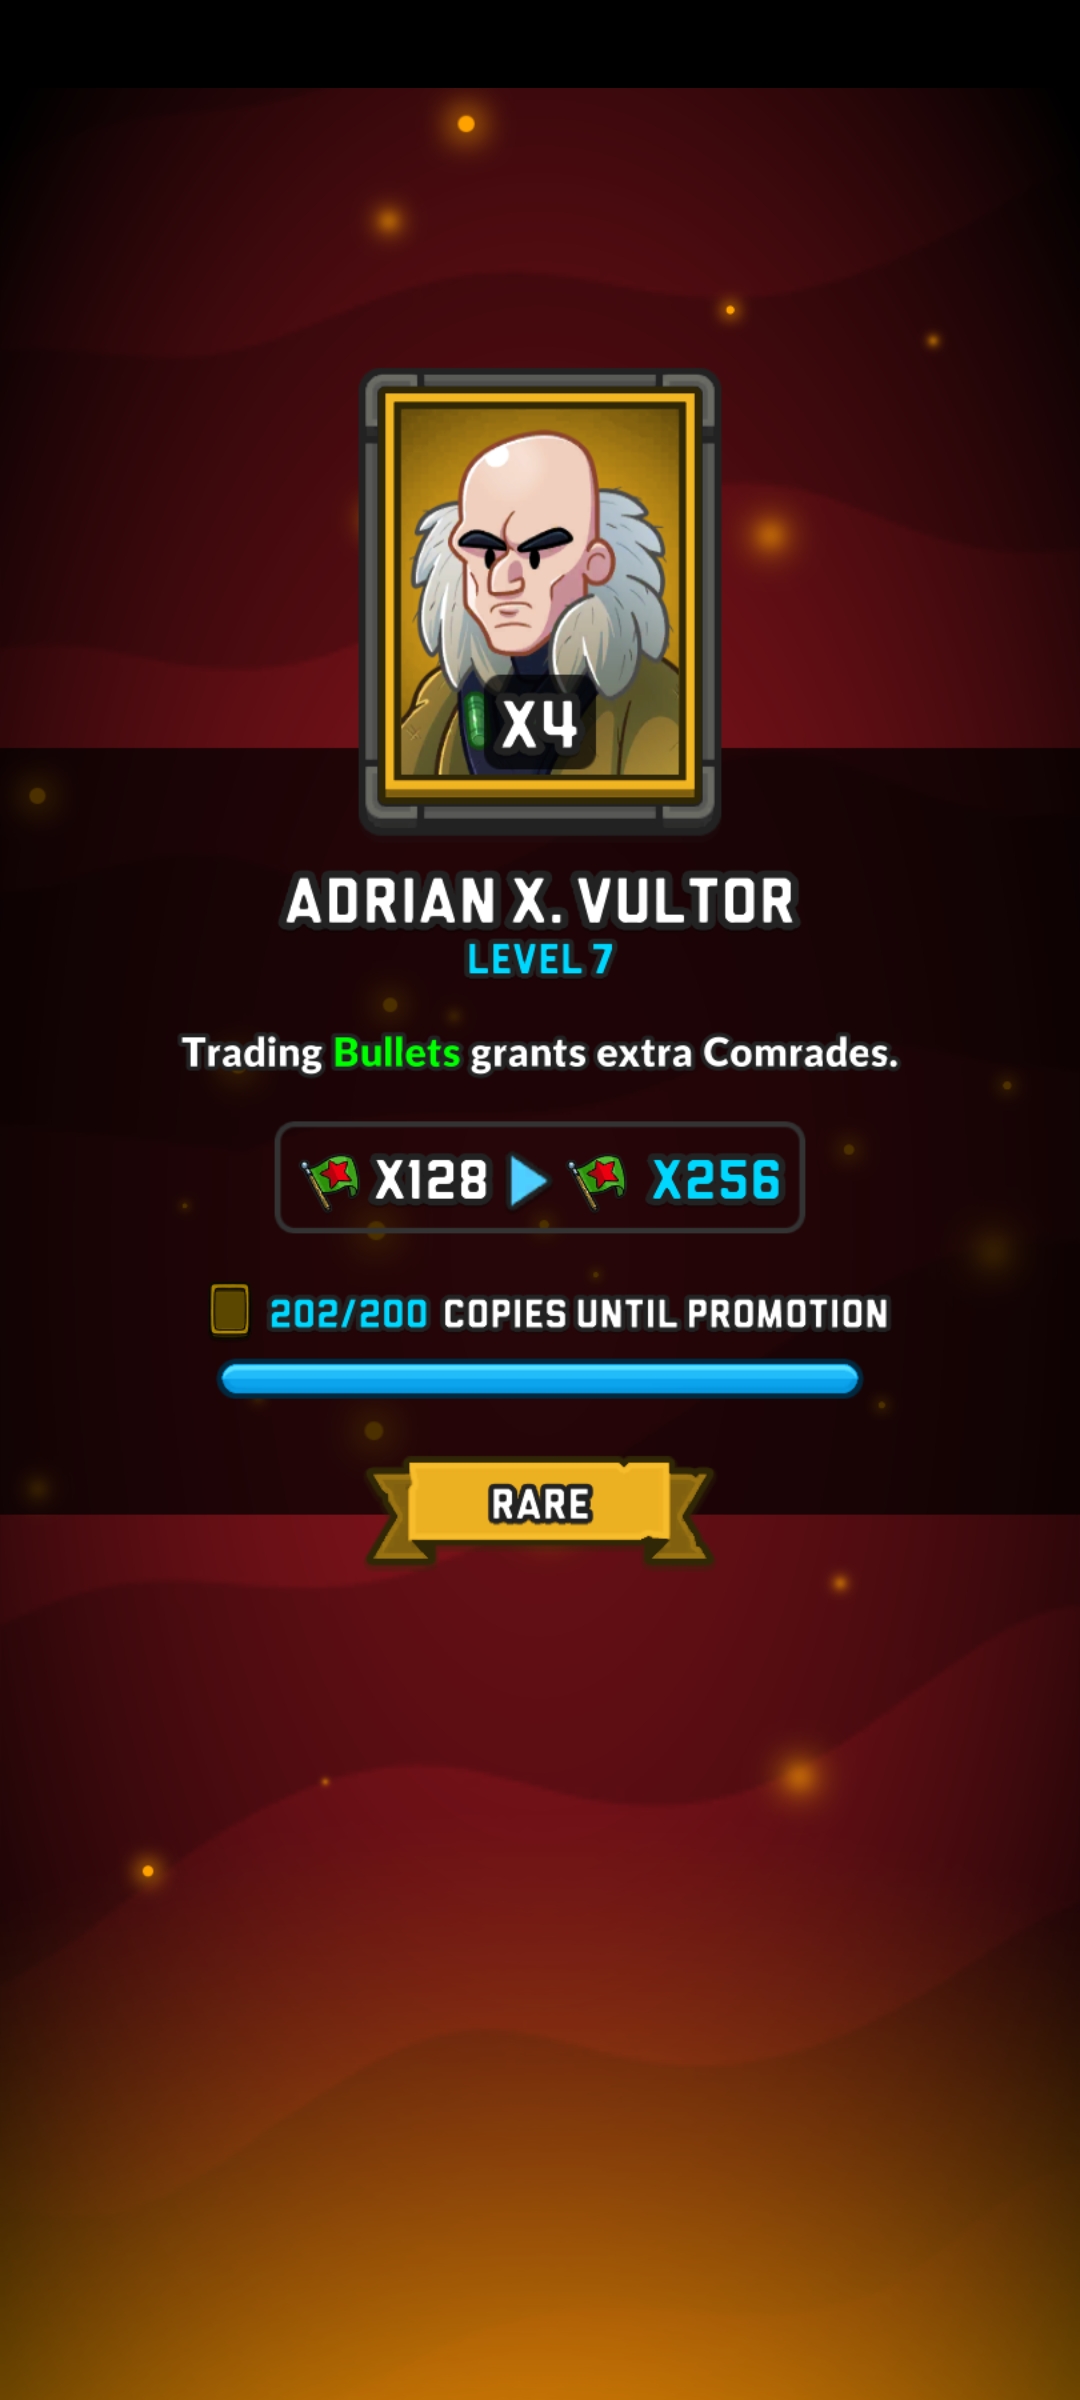 X4
ADRIAN X. VULTOR
LEVEL 7
Trading Bullets grants extra Comrades.
X128 X256
202/200 COPIES UNTIL PROMOTION
RARE